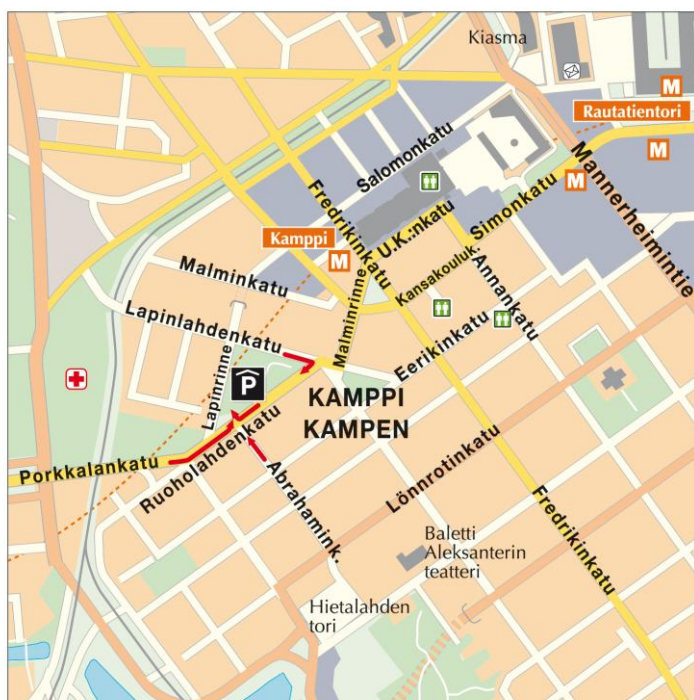 Kiasma
M
Rautatientori
M
M
Mannerheimintie
Salomonkatu
Simonkatu
Fredrikinkatu
U.K.:nkatu
Kamppi
M
Malminkatu
Kansakouluk.
Annankatu
Malminrinne
Lapinlahdenkatu
Eerikinkatu
Lapinrinne
P
KAMPPI
KAMPEN
Porkkalankatu
Ruoholahdenkatu
Abrahamink.
Lönnrotinkatu
Fredrikinkatu
Baletti
Aleksanterin
teatteri
Hietalahden
tori